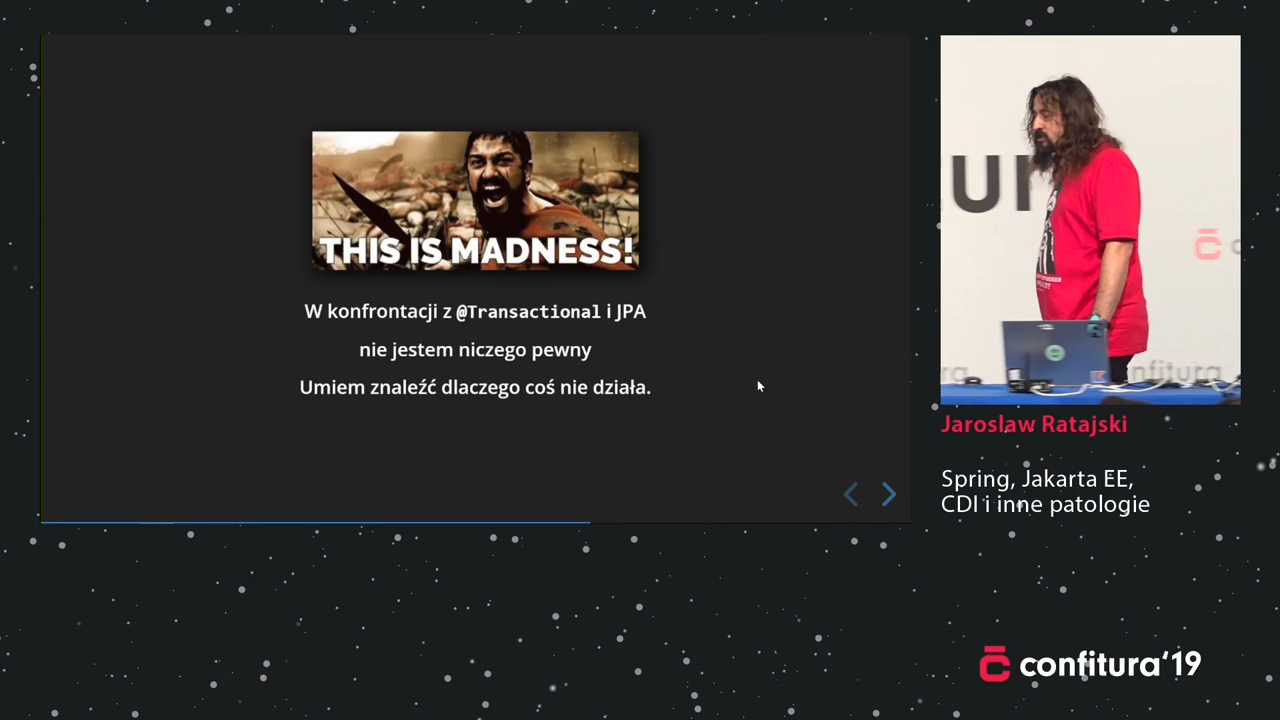 THIS IS MADNESS!
W konfrontacji z @Transactional i JPA
nie jestem niczego pewny
Umiem znaleźć dlaczego coś nie działa.
Jaroslaw Ratajski
Spring, Jakarta EE,
CDI i inne patologie
confitura'19